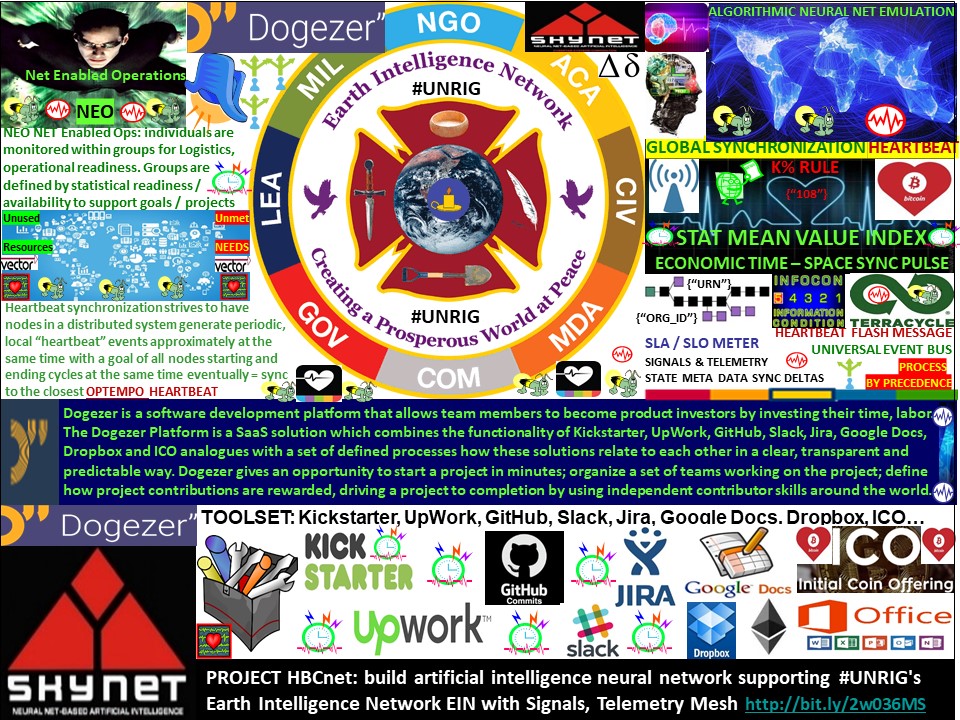 Net Enabled Operations
NEO
NEO NET Enabled Ops: individuals are
monitored within groups for Logistics,
operational readiness. Groups are
defined by statistical readiness /
availability to support goals / projects
Unused
Resources
Unmet
NEEDS
vector
vector
Heartbeat synchronization strives to have
nodes in a distributed system generate periodic,
local “heartbeat” events approximately at the
same time with a goal of all nodes starting and
ending cycles at the same time eventually = sync
to the closest OPTEMPO HEARTBEAT
Dogezer”
NGO
ACA
CIV
MDA
COM
GOV
LEA
MIL
Earth Intelligence Network
#UNRIG
#UNRIG
Creating a Prosperous World at Peace
SKYNET
NEURAL NET-BASED ARTIFICIAL INTELLIGENCE
Δδ
ALGORITHMIC NEURAL NET EMULATION
GLOBAL SYNCHRONIZATION HEARTBEAT
K% RULE
{“108”}
bitcoin
STAT MEAN VALUE INDEX
ECONOMIC TIME – SPACE SYNC PULSE
{“URN”}
{“ORG_ID”}
INFOCON
5 4 3 2 1
INFORMATION
CONDITION
TERRACYCLE
HEARTBEAT FLASH MESSAGE
SLA / SLO METER
UNIVERSAL EVENT BUS
SIGNALS & TELEMETRY
STATE META DATA SYNC DELTAS
PROCESS
BY PRECEDENCE
Dogezer is a software development platform that allows team members to become product investors by investing their time, labor.
The Dogezer Platform is a SaaS solution which combines the functionality of Kickstarter, UpWork, GitHub, Slack, Jira, Google Docs,
Dropbox and ICO analogues with a set of defined processes how these solutions relate to each other in a clear, transparent and
predictable way. Dogezer gives an opportunity to start a project in minutes; organize a set of teams working on the project; define
how project contributions are rewarded, driving a project to completion by using independent contributor skills around the world.
Dogezer”
TOOLSET: Kickstarter, UpWork, GitHub, Slack, Jira, Google Docs, Dropbox, ICO…
KICK
STARTER
GitHub
Commits
JIRA
Google Docs
ICO
Initial Coin Offering
Upwork™
slack
Dropbox
Office
SKYNET
NEURAL NET-BASED ARTIFICIAL INTELLIGENCE
PROJECT HBCnet: build artificial intelligence neural network supporting #UNRIG's
Earth Intelligence Network EIN with Signals, Telemetry Mesh http://bit.ly/2w036MS